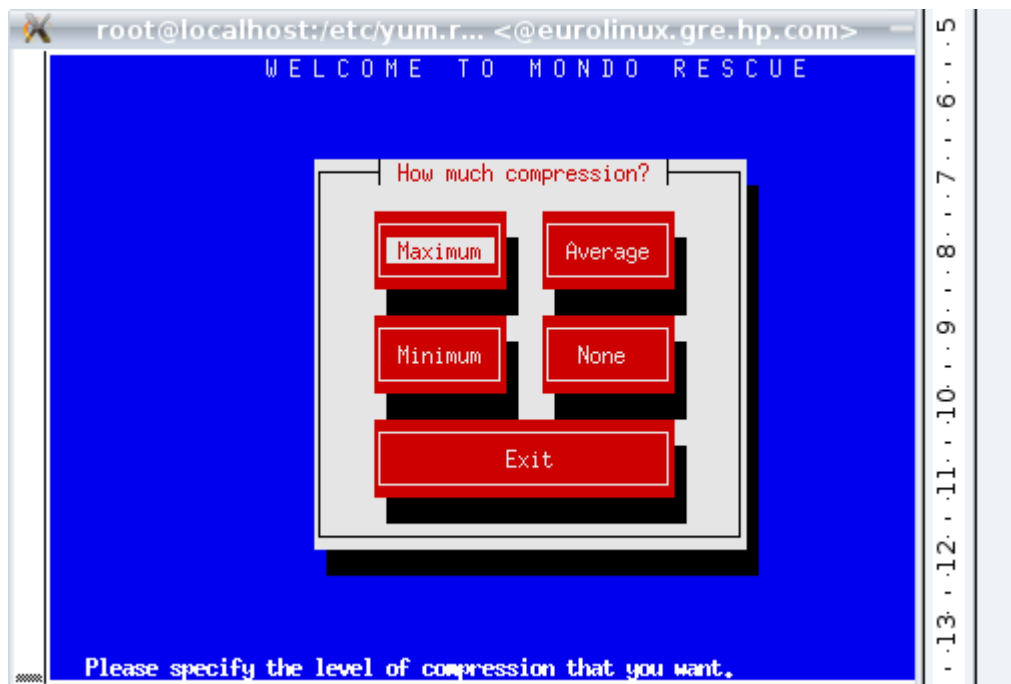 root@localhost:/etc/yum.r... <@eurolinux.gre.hp.com>
WELCOME TO MONDO RESCUE
How much compression?
Maximum Average
Minimum None
Exit
Please specify the level of compression that you want.
5
6
7
8
9
10
11
12
13